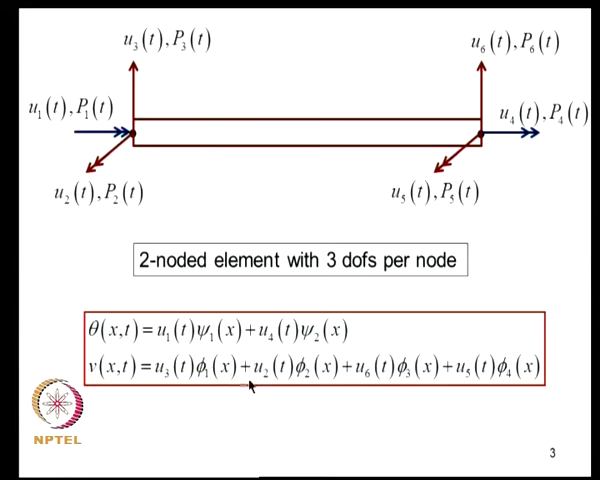 u₃(t), P₃(t)
u₆(t), P₆(t)
u₁(t), P₁(t)
u₄(t), P₄(t)
u₂(t), P₂(t)
u₅(t), P₅(t)
2-noded element with 3 dofs per node
θ(x,t) = u₁(t)ψ₁(x) + u₄(t)ψ₂(x)
v(x,t) = u₃(t)ϕ₁(x) + u₂(t)ϕ₂(x) + u₆(t)ϕ₃(x) + u₅(t)ϕ₄(x)
NPTEL
3